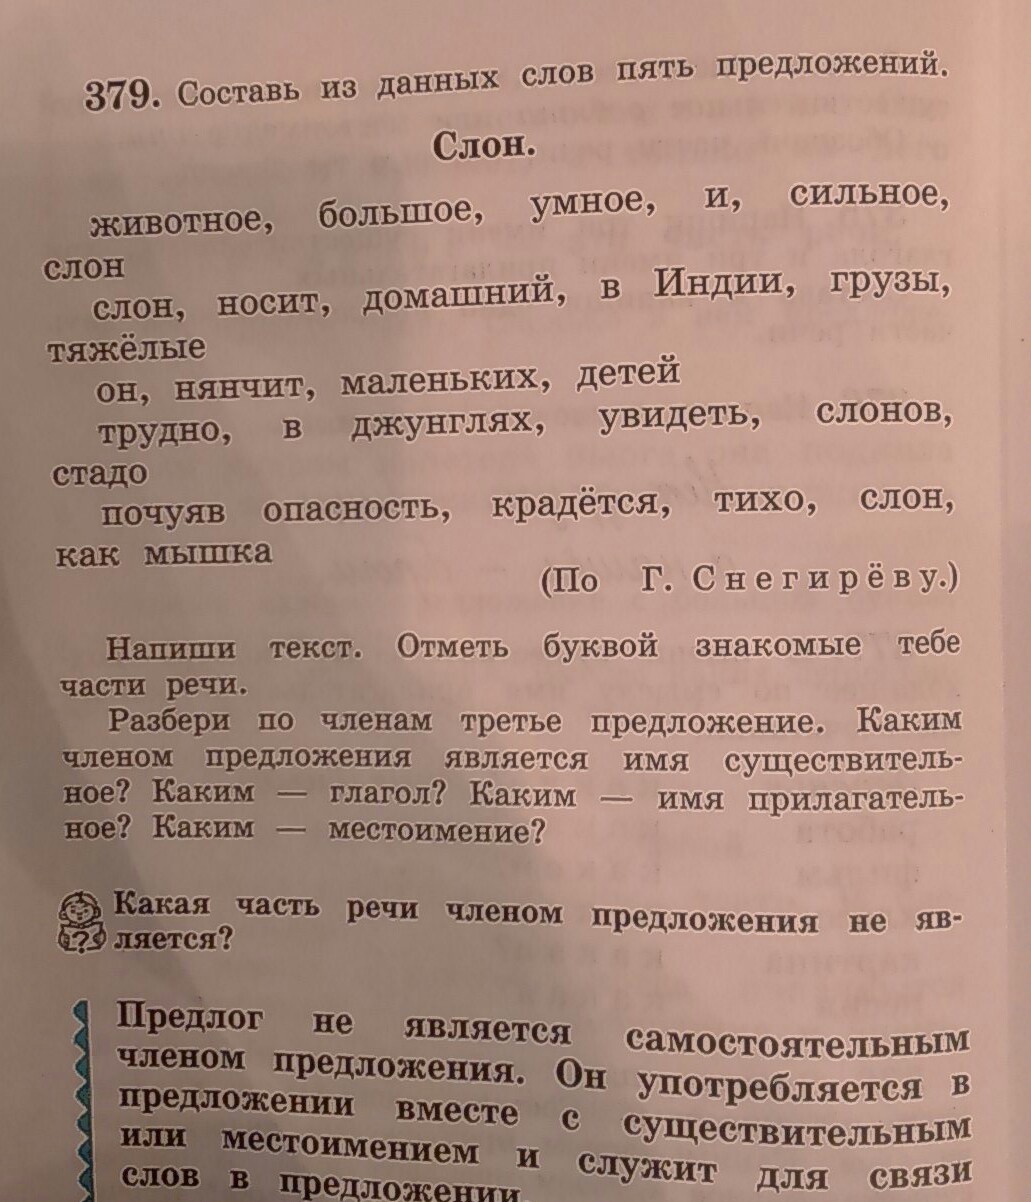 379. Составь из данных слов пять предложений.
Слон.
животное, большое, умное, и, сильное,
слон
слон, носит, домашний, в Индии, грузы,
тяжёлые
он, нянчит, маленьких, детей
трудно, в джунглях, увидеть, слонов,
стадо
почуяв опасность, крадётся, тихо, слон,
как мышка
(По Г. Снегирёву.)
Напиши текст. Отметь буквой знакомые тебе
части речи.
Разбери по членам третье предложение. Каким
членом предложения является имя существитель-
ное? Каким — глагол? Каким — имя прилагатель-
ное? Каким — местоимение?
Какая часть речи членом предложения не яв-
?
ляется?
Предлог не является самостоятельным
членом предложения. Он употребляется в
предложении вместе с существительным
или местоимением и служит для связи
слов в предложении